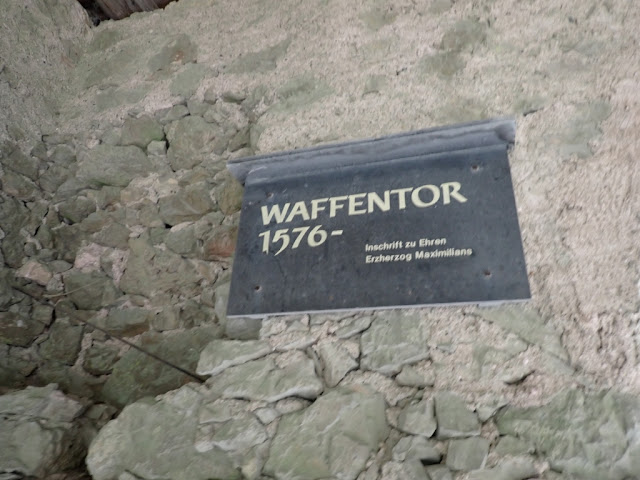 WAFFENTOR
1576-
Inschrift zu Ehren
Erzherzog Maximilians